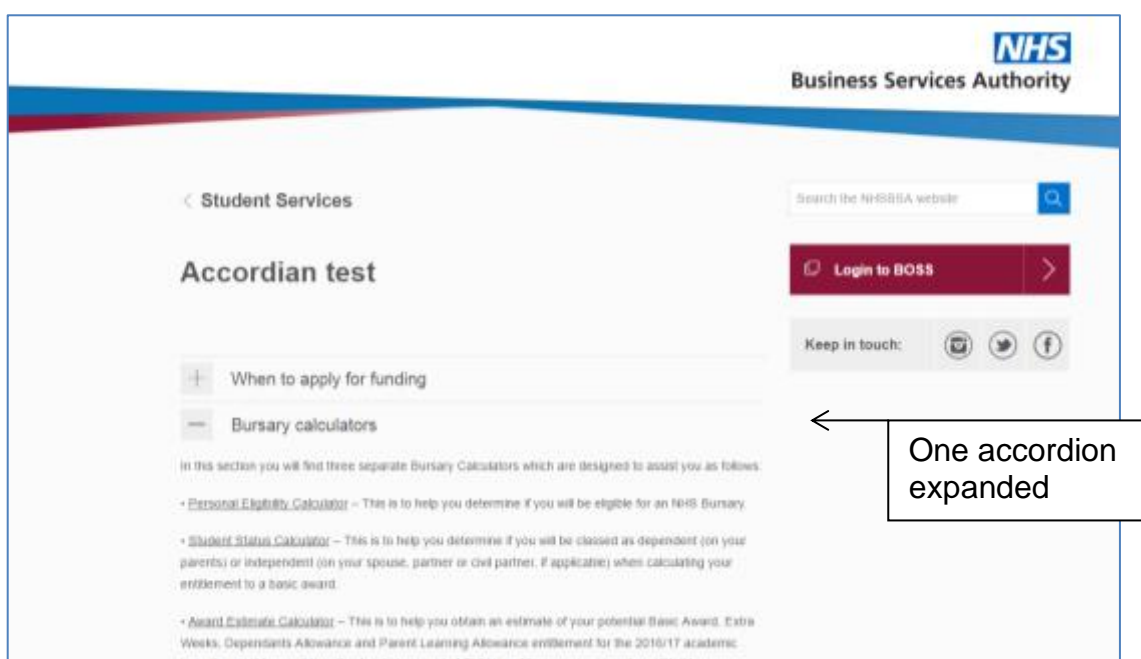 NHS
Business Services Authority
< Student Services
Search the NHSBSA website
Accordian test
Login to BOSS
Keep in touch:
When to apply for funding
Bursary calculators
One accordion
expanded
In this section you will find three separate Bursary Calculators which are designed to assist you as follows:
• Personal Eligibility Calculator – This is to help you determine if you will be eligible for an NHS Bursary.
• Student Status Calculator – This is to help you determine if you will be classed as dependent (on your
parents) or independent (on your spouse, partner or civil partner, if applicable) when calculating your
entitlement to a basic award.
• Award Estimate Calculator – This is to help you obtain an estimate of your potential Basic Award, Extra
Weeks, Dependants Allowance and Parent Learning Allowance entitlement for the 2016/17 academic